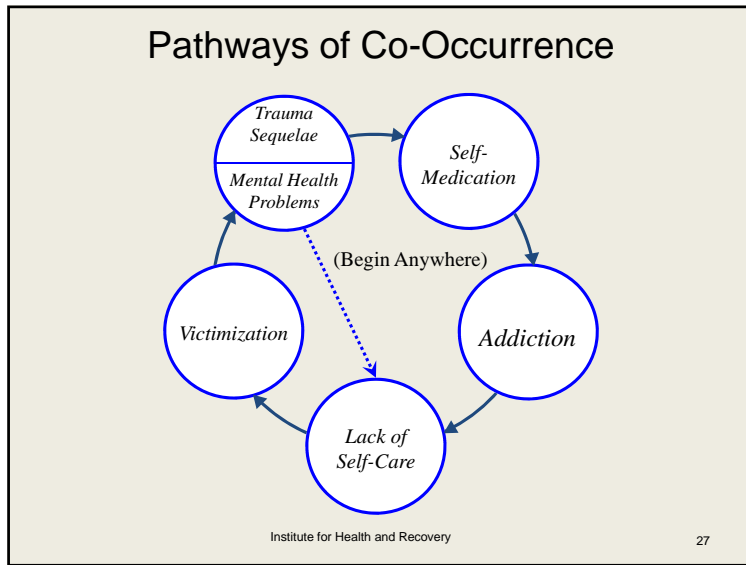 Pathways of Co-Occurrence
Trauma
Sequelae
Mental Health
Problems
Self-
Medication
(Begin Anywhere)
Victimization
Addiction
Lack of
Self-Care
Institute for Health and Recovery
27